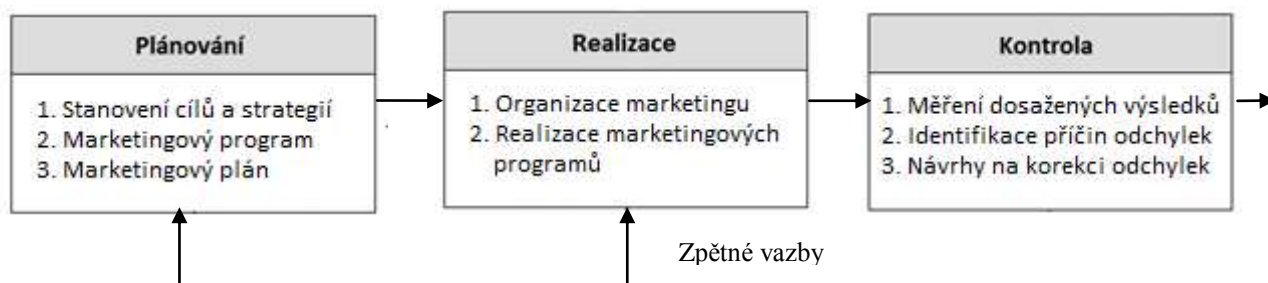 Plánování
1. Stanovení cílů a strategií
2. Marketingový program
3. Marketingový plán
Realizace
1. Organizace marketingu
2. Realizace marketingových
programů
Kontrola
1. Měření dosažených výsledků
2. Identifikace příčin odchylek
3. Návrhy na korekci odchylek
Zpětné vazby